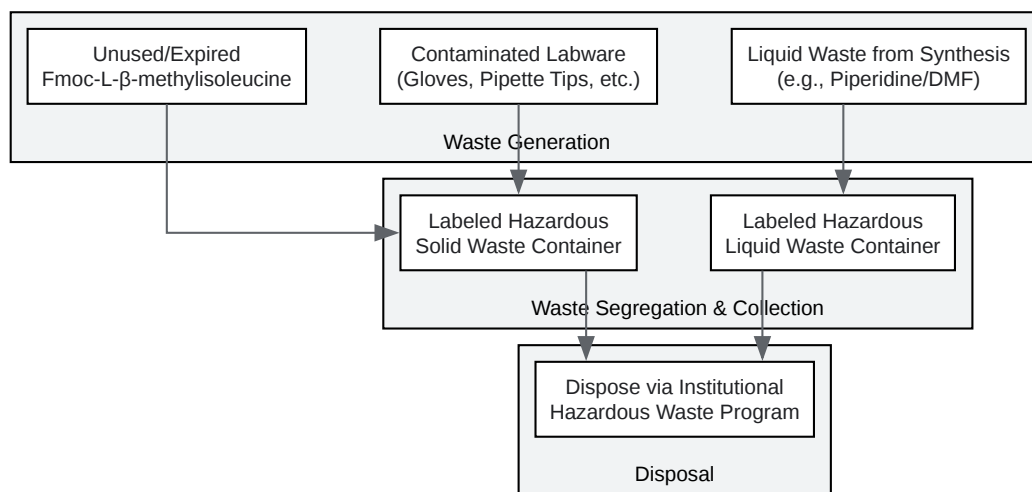 Unused/Expired
Fmoc-L-β-methylisoleucine
Contaminated Labware
(Gloves, Pipette Tips, etc.)
Liquid Waste from Synthesis
(e.g., Piperidine/DMF)
Waste Generation
Labeled Hazardous
Solid Waste Container
Labeled Hazardous
Liquid Waste Container
Waste Segregation & Collection
Dispose via Institutional
Hazardous Waste Program
Disposal